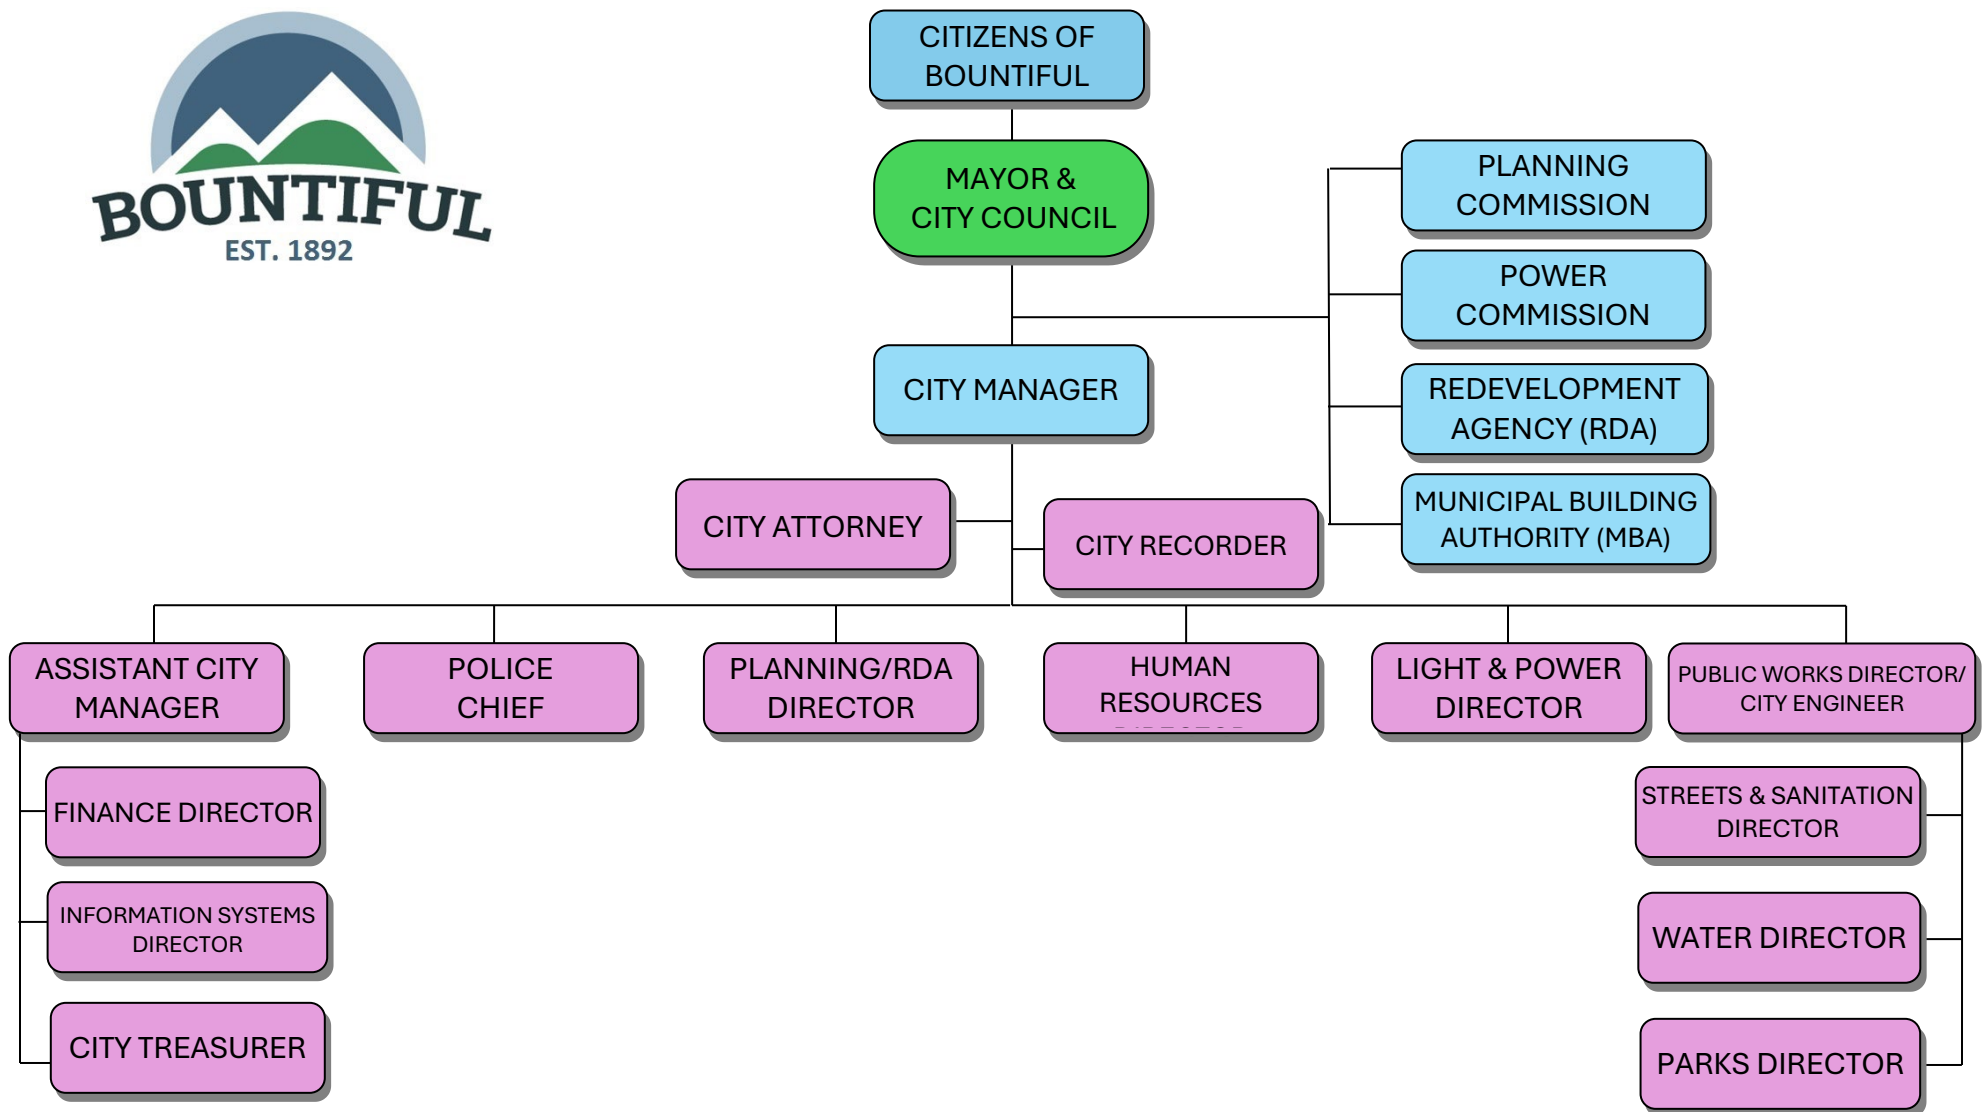 CITIZENS OF
BOUNTIFUL
BOUNTIFUL
EST. 1892
MAYOR &
CITY COUNCIL
PLANNING
COMMISSION
POWER
COMMISSION
CITY MANAGER
REDEVELOPMENT
AGENCY (RDA)
MUNICIPAL BUILDING
AUTHORITY (MBA)
CITY ATTORNEY
CITY RECORDER
ASSISTANT CITY
MANAGER
POLICE
CHIEF
PLANNING/RDA
DIRECTOR
HUMAN
RESOURCES
LIGHT & POWER
DIRECTOR
PUBLIC WORKS DIRECTOR/
CITY ENGINEER
FINANCE DIRECTOR
INFORMATION SYSTEMS
DIRECTOR
CITY TREASURER
STREETS & SANITATION
DIRECTOR
WATER DIRECTOR
PARKS DIRECTOR